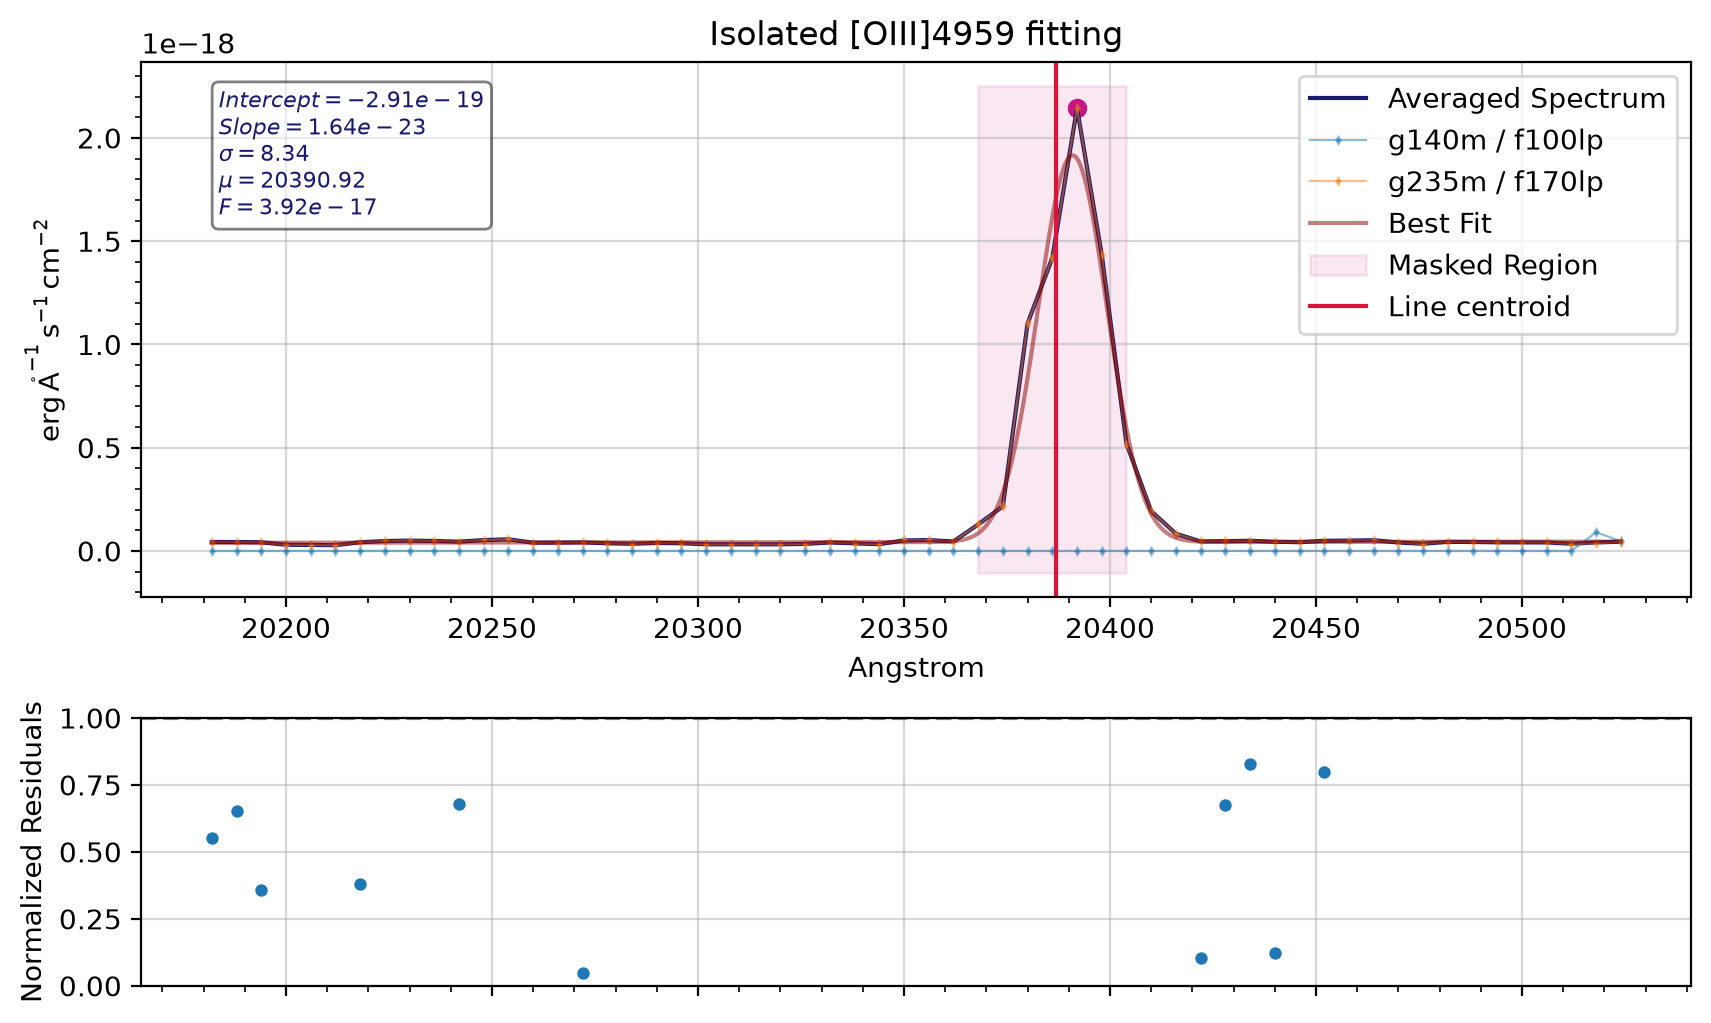 Isolated [OIII]4959 fitting
1e−18
Intercept = −2.91e − 19
Slope = 1.64e − 23
σ = 8.34
μ = 20390.92
F = 3.92e − 17
Averaged Spectrum
g140m / f100lp
g235m / f170lp
Best Fit
Masked Region
Line centroid
2.0
1.5
1.0
0.5
0.0
erg Å⁻¹ s⁻¹ cm⁻²
20200 20250 20300 20350 20400 20450 20500
Angstrom
1.00
0.75
0.50
0.25
0.00
Normalized Residuals